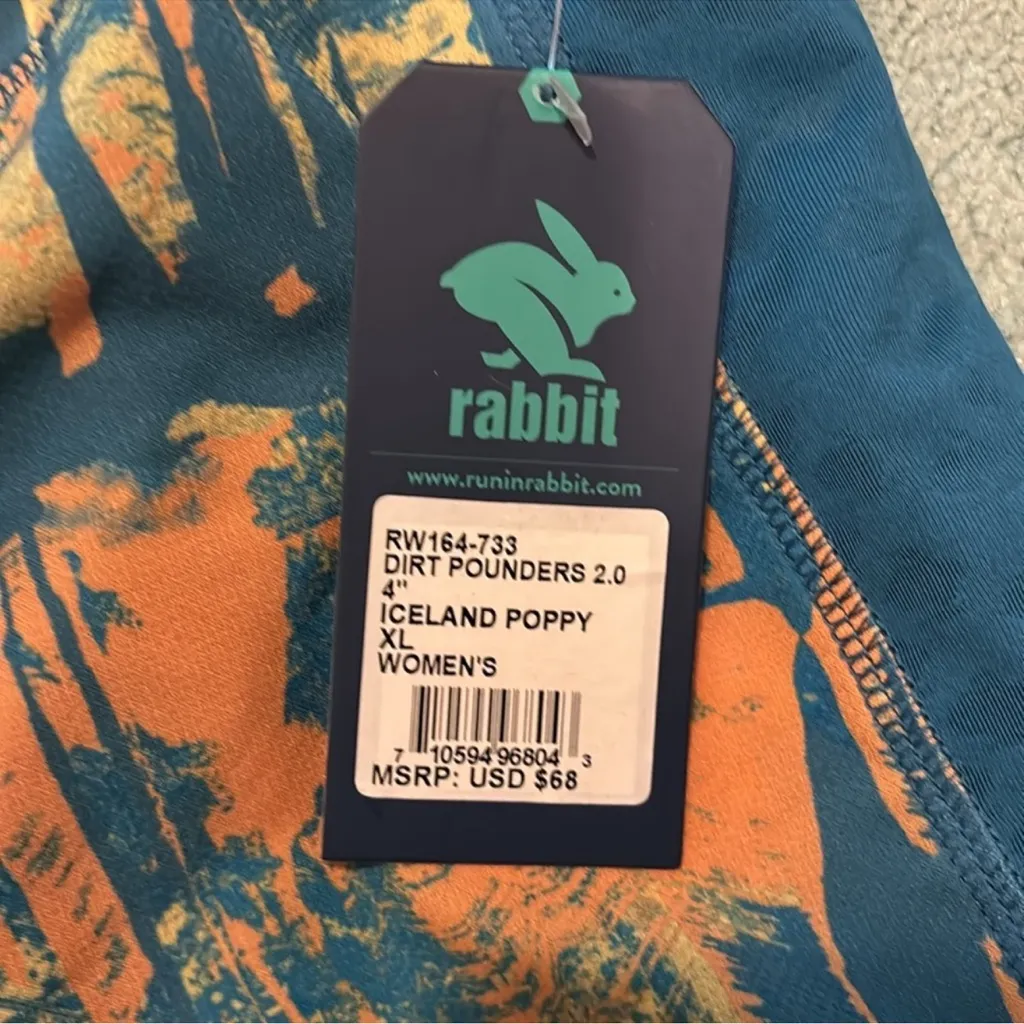 rabbit
www.runinrabbit.com
RW164-733
DIRT POUNDERS 2.0
4"
ICELAND POPPY
XL
WOMEN'S
7 10594 96804 3
MSRP: USD $68